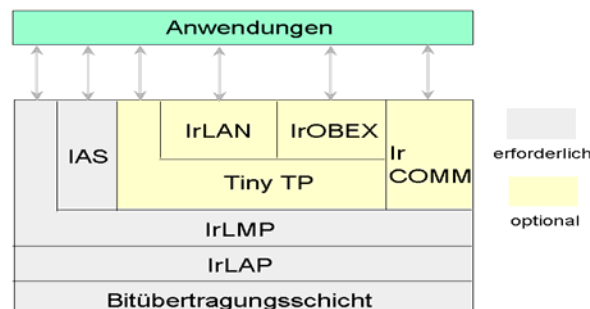 Anwendungen
IrLAN
IrOBEX
IAS
Ir
COMM
Tiny TP
IrLMP
IrLAP
Bitübertragungsschicht
erforderlich
optional